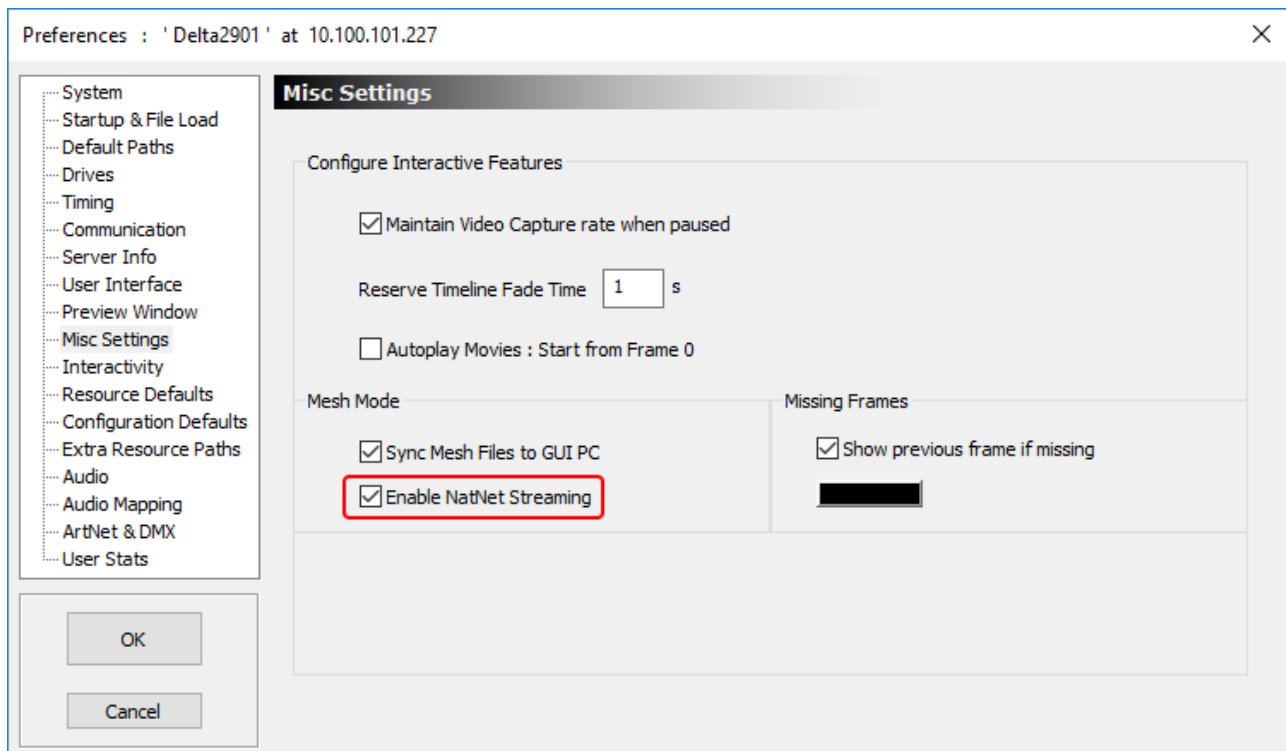 Preferences : ' Delta2901 ' at 10.100.101.227
System
Startup & File Load
Default Paths
Drives
Timing
Communication
Server Info
User Interface
Preview Window
Misc Settings
Interactivity
Resource Defaults
Configuration Defaults
Extra Resource Paths
Audio
Audio Mapping
ArtNet & DMX
User Stats
OK
Cancel
Misc Settings
Configure Interactive Features
Maintain Video Capture rate when paused
Reserve Timeline Fade Time 1 s
Autoplay Movies : Start from Frame 0
Mesh Mode
Sync Mesh Files to GUI PC
Enable NatNet Streaming
Missing Frames
Show previous frame if missing